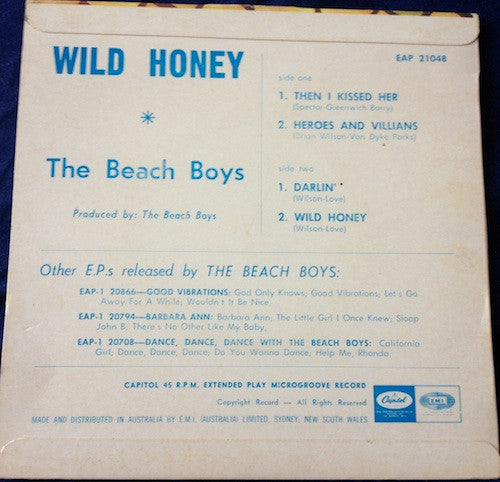 WILD HONEY
*
The Beach Boys
Produced by: The Beach Boys
EAP 21048
side one
1. THEN I KISSED HER
(Spector-Greenwich-Barry)
2. HEROES AND VILLIANS
(Brian Wilson-Van Dyke Parks)
side two
1. DARLIN'
(Wilson-Love)
2. WILD HONEY
(Wilson-Love)
Other E.P.s released by THE BEACH BOYS:
EAP-1 20866—GOOD VIBRATIONS: God Only Knows; Good Vibrations; Let's Go
Away For A While; Wouldn't It Be Nice.
EAP-1 20794—BARBARA ANN: Barbara Ann; The Little Girl I Once Knew; Sloop
John B; There's No Other Like My Baby.
EAP-1 20708—DANCE, DANCE, DANCE WITH THE BEACH BOYS: California
Girl; Dance, Dance, Dance; Do You Wanna Dance; Help Me, Rhonda.
CAPITOL 45 R.P.M. EXTENDED PLAY MICROGROOVE RECORD
Copyright Record — All Rights Reserved
Capitol
EMI
MADE AND DISTRIBUTED IN AUSTRALIA BY E.M.I. (AUSTRALIA) LIMITED, SYDNEY, NEW SOUTH WALES